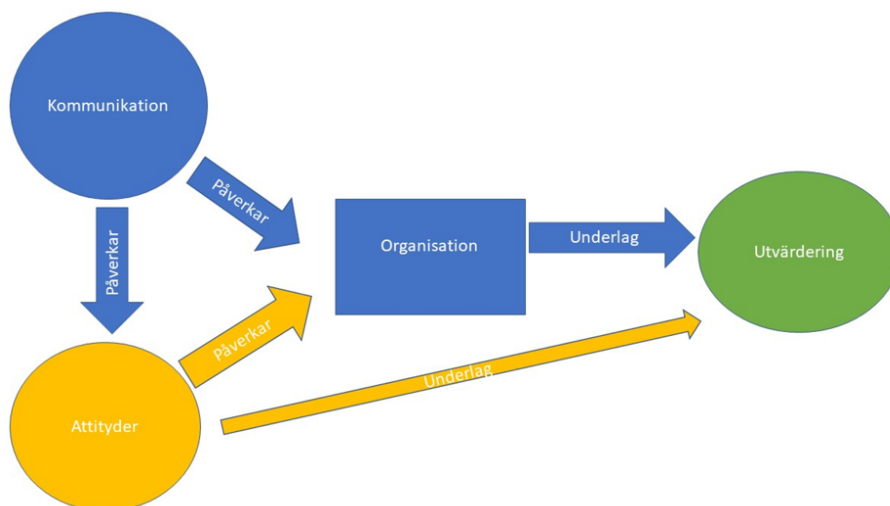 Kommunikation
Påverkar
Påverkar
Organisation
Underlag
Utvärdering
Påverkar
Underlag
Attityder